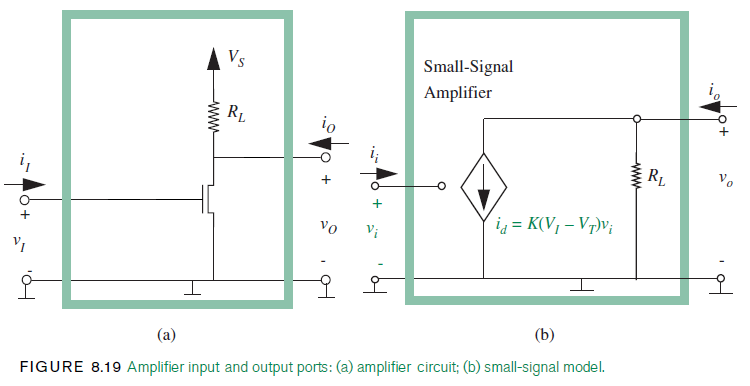 V_S
R_L
i_O
i_I
+
v_I
-
+
v_O
-
(a)
Small-Signal
Amplifier
i_i
+
v_i
-
i_d = K(V_I – V_T)v_i
R_L
i_o
+
v_o
-
(b)
FIGURE 8.19 Amplifier input and output ports: (a) amplifier circuit; (b) small-signal model.